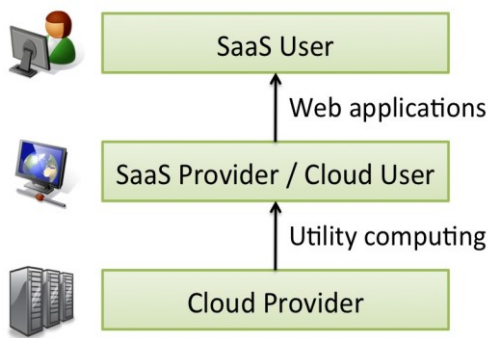 SaaS User
Web applications
SaaS Provider / Cloud User
Utility computing
Cloud Provider